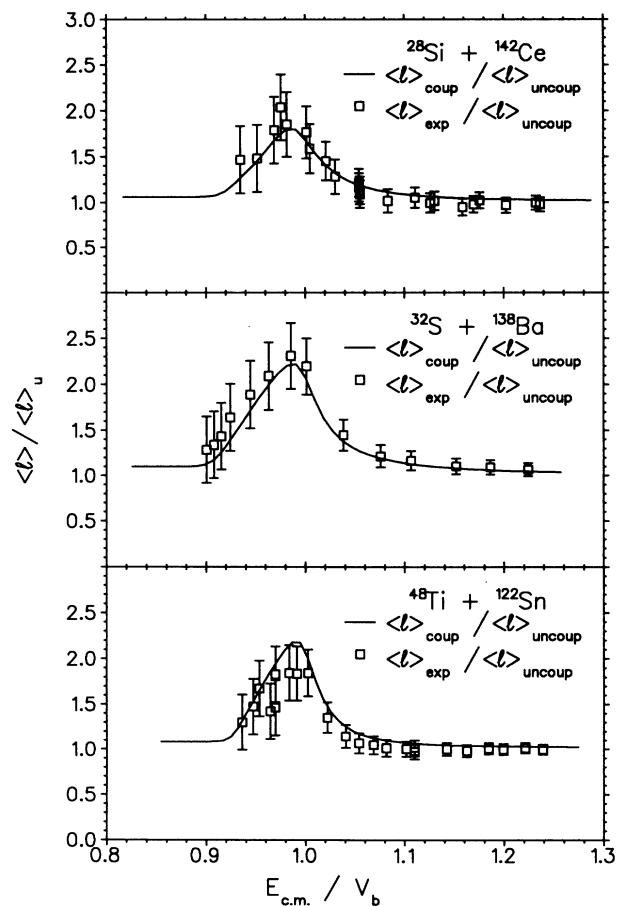 3.0
2.5
2.0
1.5
1.0
0.5
²⁸Si + ¹⁴²Ce
— <ℓ>coup / <ℓ>uncoup
□ <ℓ>exp / <ℓ>uncoup
<ℓ> / <ℓ>u
2.5
2.0
1.5
1.0
0.5
³²S + ¹³⁸Ba
— <ℓ>coup / <ℓ>uncoup
□ <ℓ>exp / <ℓ>uncoup
2.5
2.0
1.5
1.0
0.5
0.0
⁴⁸Ti + ¹²²Sn
— <ℓ>coup / <ℓ>uncoup
□ <ℓ>exp / <ℓ>uncoup
0.8 0.9 1.0 1.1 1.2 1.3
E c.m. / V b